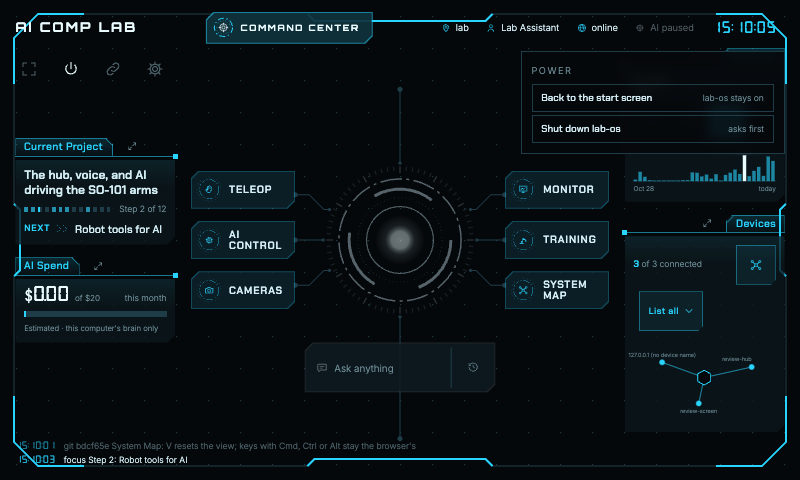 AI COMP LAB
COMMAND CENTER
lab
Lab Assistant
online
AI paused
15:10:05
POWER
Back to the start screen
lab-os stays on
Shut down lab-os
asks first
Current Project
The hub, voice, and AI
driving the SO-101 arms
Step 2 of 12
NEXT
Robot tools for AI
AI Spend
$0.00 of $20
this month
Estimated · this computer's brain only
TELEOP
AI
CONTROL
CAMERAS
MONITOR
TRAINING
SYSTEM
MAP
Ask anything
Oct 28
today
Devices
3 of 3 connected
List all
127.0.0.1 (no device name)
review-hub
review-screen
15:10:01 git bdcf65e System Map: V resets the view; keys with Cmd, Ctrl or Alt stay the browser's
15:10:03 focus Step 2: Robot tools for AI